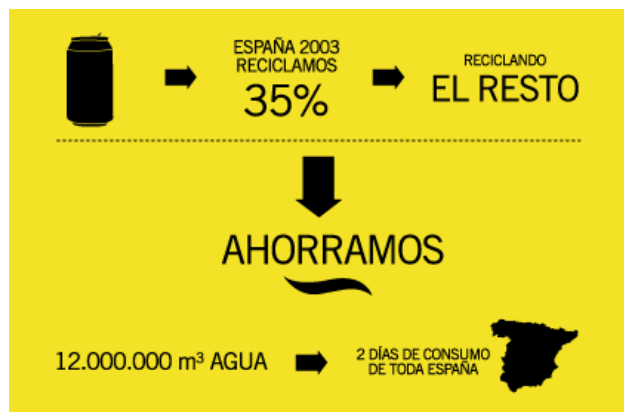 ESPAÑA 2003
RECICLAMOS
35%
RECICLANDO
EL RESTO
AHORRAMOS
12.000.000 m³ AGUA
2 DÍAS DE CONSUMO
DE TODA ESPAÑA